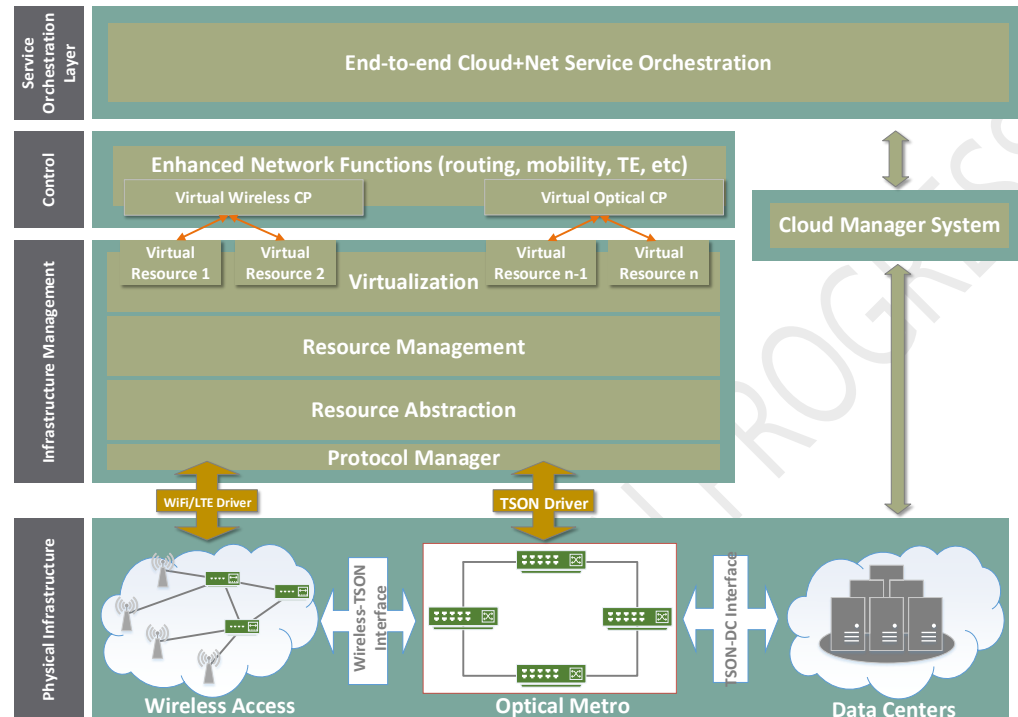 Service
Orchestration
Layer
End-to-end Cloud+Net Service Orchestration
Control
Enhanced Network Functions (routing, mobility, TE, etc)
Virtual Wireless CP
Virtual Optical CP
Cloud Manager System
Infrastructure Management
Virtual
Resource 1
Virtual
Resource 2
Virtual
Resource n-1
Virtual
Resource n
Virtualization
Resource Management
Resource Abstraction
Protocol Manager
WiFi/LTE Driver
TSON Driver
Physical Infrastructure
Wireless-TSON
Interface
TSON-DC Interface
Wireless Access
Optical Metro
Data Centers